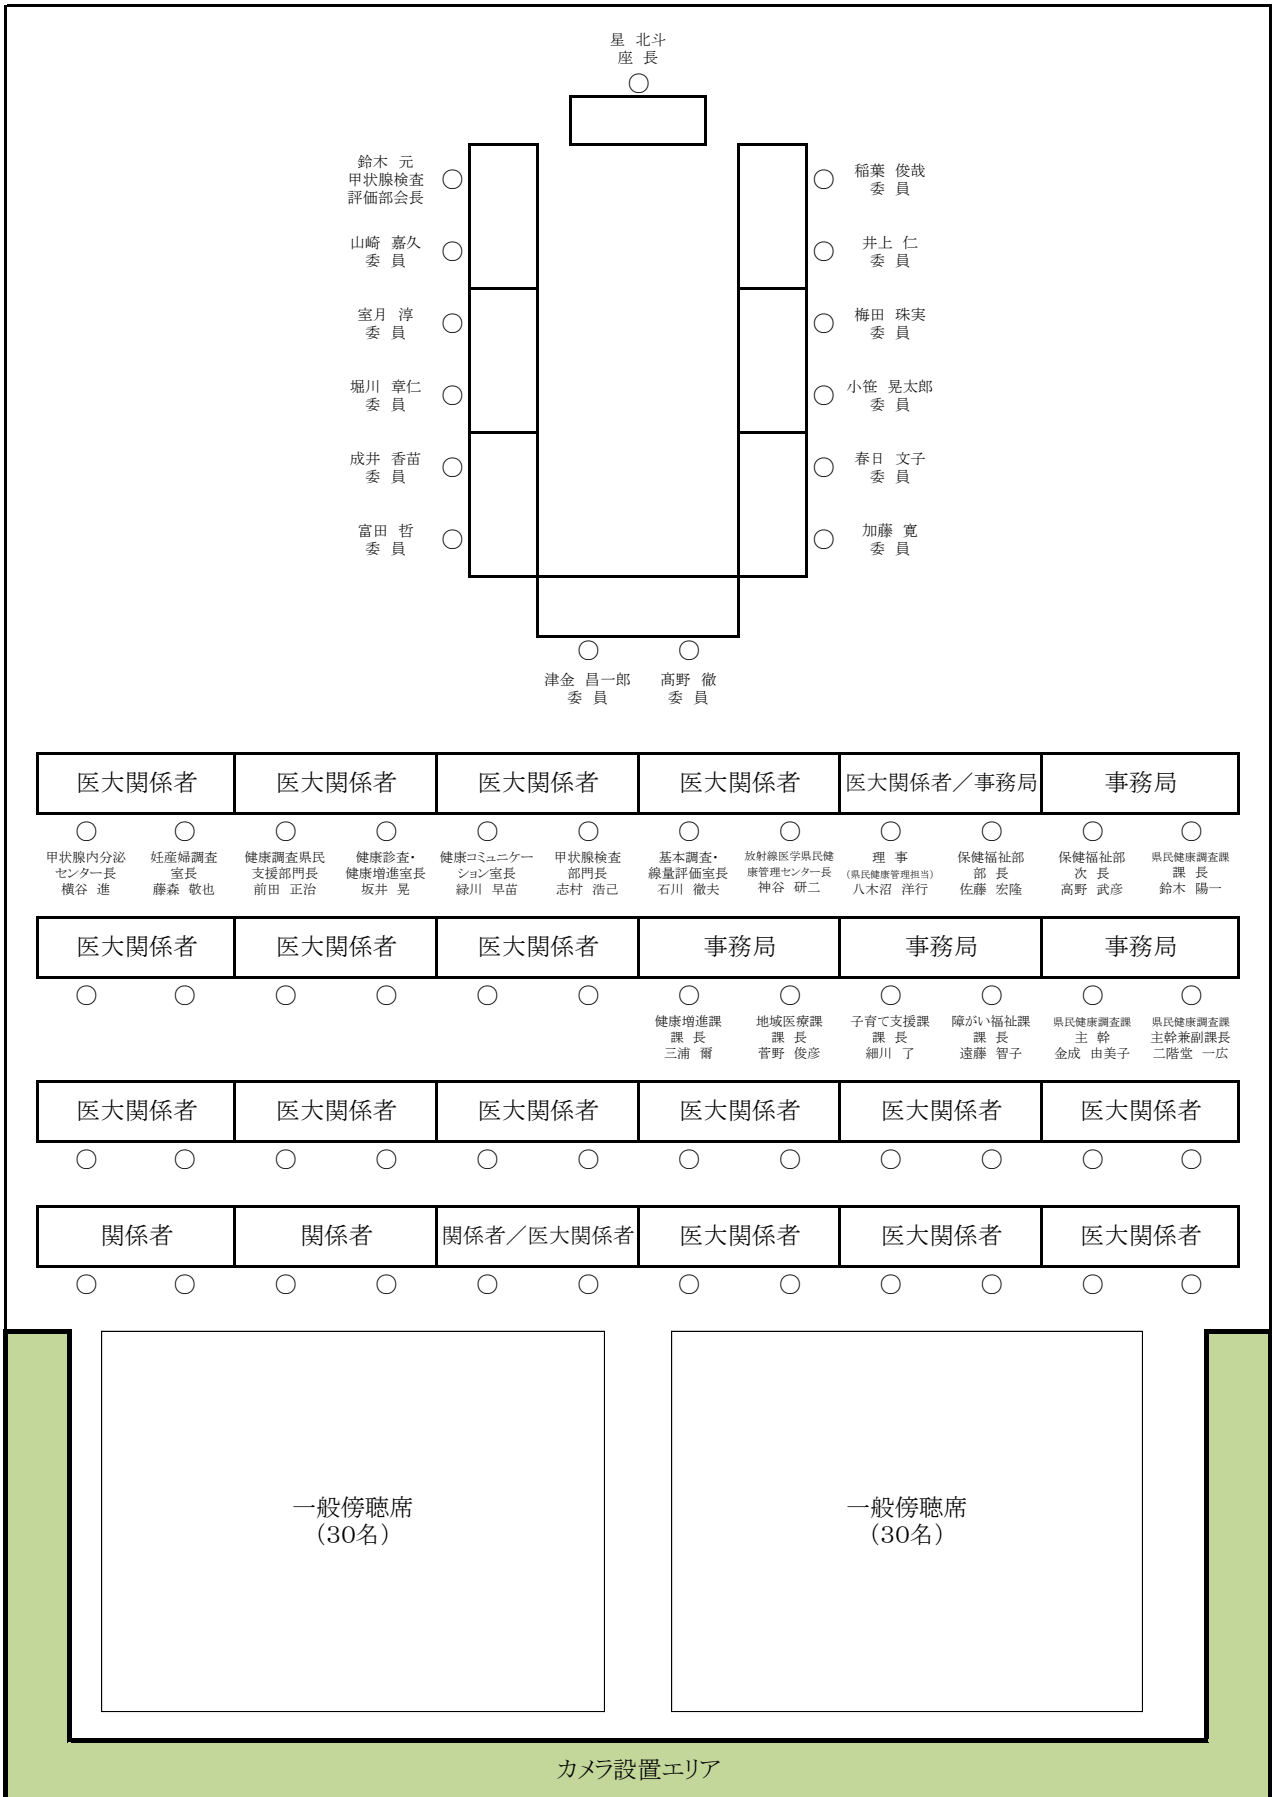 星 北斗
座 長
鈴木 元
甲状腺検査
評価部会長
稲葉 俊哉
委 員
山崎 嘉久
委 員
井上 仁
委 員
室月 淳
委 員
梅田 珠実
委 員
堀川 章仁
委 員
小笹 晃太郎
委 員
成井 香苗
委 員
春日 文子
委 員
富田 哲
委 員
加藤 寛
委 員
津金 昌一郎
委 員
髙野 徹
委 員
医大関係者
医大関係者
医大関係者
医大関係者
医大関係者／事務局
事務局
甲状腺内分泌
センター長
横谷 進
妊産婦調査
室長
藤森 敬也
健康調査県民
支援部門長
前田 正治
健康診査・
健康増進室長
坂井 晃
健康コミュニケー
ション室長
緑川 早苗
甲状腺検査
部門長
志村 浩己
基本調査・
線量評価室長
石川 徹夫
放射線医学県民健
康管理センター長
神谷 研二
理 事
（県民健康管理担当）
八木沼 洋行
保健福祉部
部 長
佐藤 宏隆
保健福祉部
次 長
高野 武彦
県民健康調査課
課 長
鈴木 陽一
医大関係者
医大関係者
医大関係者
事務局
事務局
事務局
健康増進課
課 長
三浦 爾
地域医療課
課 長
菅野 俊彦
子育て支援課
課 長
細川 了
障がい福祉課
課 長
遠藤 智子
県民健康調査課
主 幹
金成 由美子
県民健康調査課
主幹兼副課長
二階堂 一広
医大関係者
医大関係者
医大関係者
医大関係者
医大関係者
医大関係者
関係者
関係者
関係者／医大関係者
医大関係者
医大関係者
医大関係者
一般傍聴席
（30名）
一般傍聴席
（30名）
カメラ設置エリア